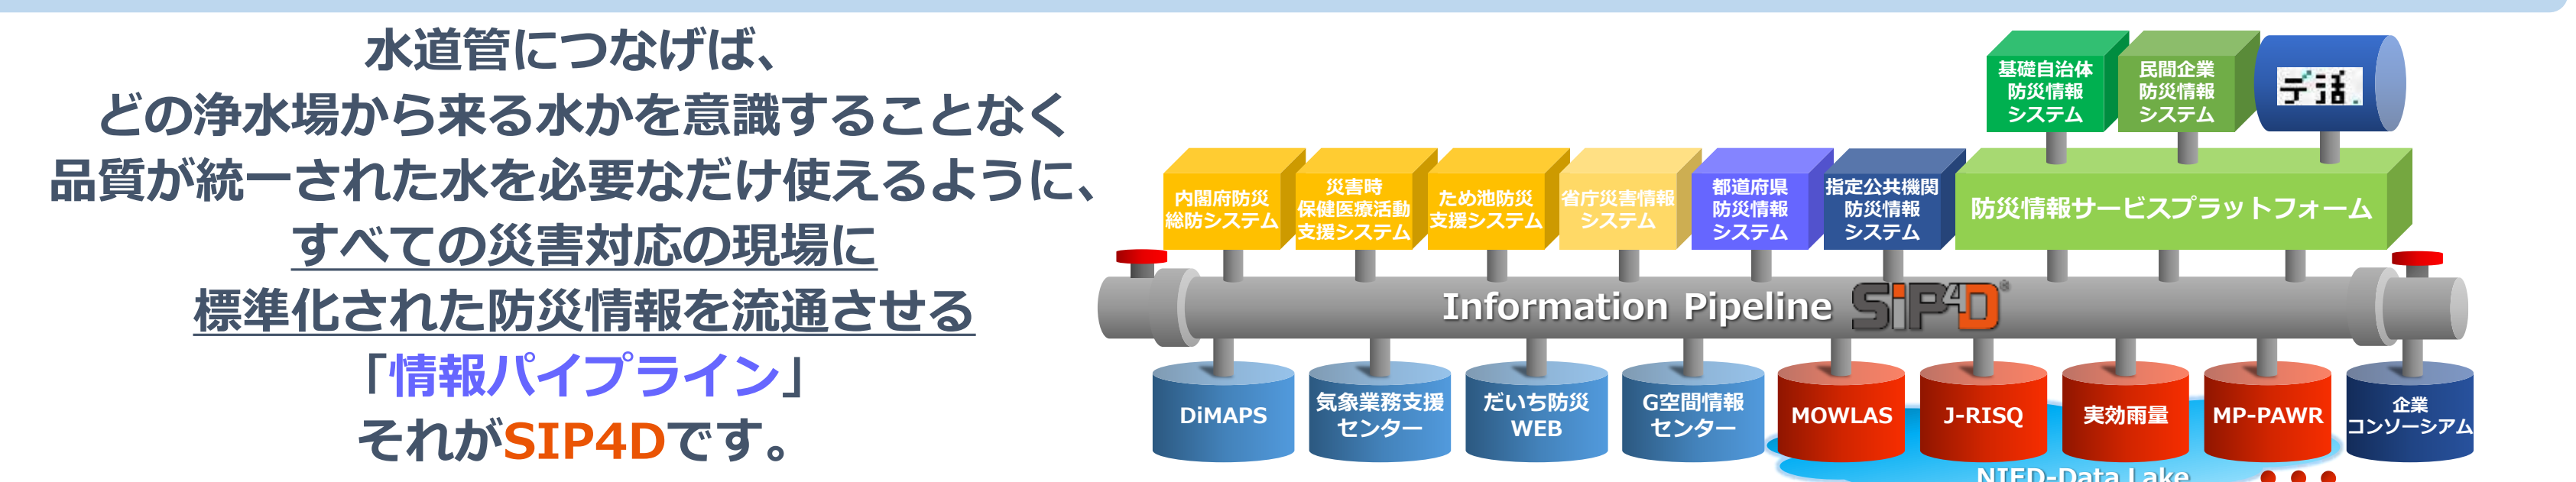 水道管につなげば、
どの浄水場から来る水かを意識することなく
品質が統一された水を必要なだけ使えるように、
すべての災害対応の現場に
標準化された防災情報を流通させる
「情報パイプライン」
それがSIP4Dです。
基礎自治体
防災情報
システム
民間企業
防災情報
システム
デ活.
内閣府防災
総防システム
災害時
保健医療活動
支援システム
ため池防災
支援システム
省庁災害情報
システム
都道府県
防災情報
システム
指定公共機関
防災情報
システム
防災情報サービスプラットフォーム
Information Pipeline SIP4D®
DiMAPS
気象業務支援
センター
だいち防災
WEB
G空間情報
センター
MOWLAS
J-RISQ
実効雨量
MP-PAWR
企業
コンソーシアム
NIED-Data Lake